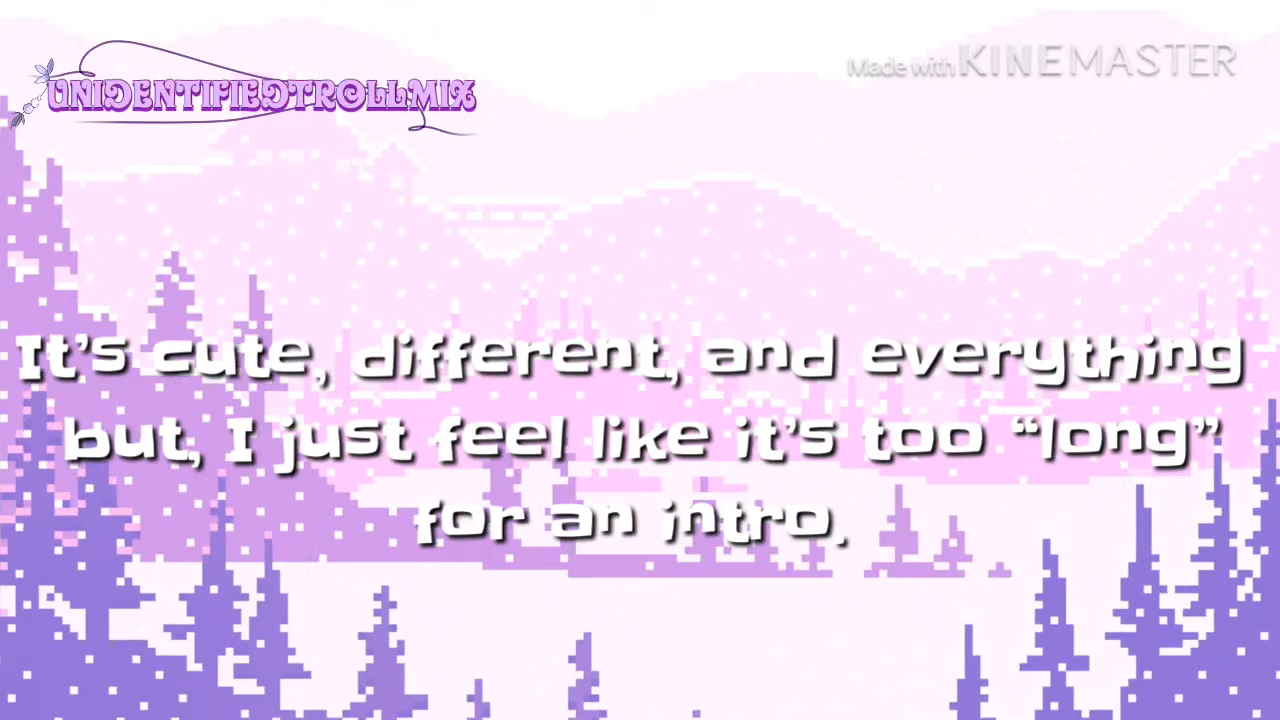 UNIDENTIFIEDTROLLMIX
Made with KINEMASTER
It's cute, different, and everything
but, I just feel like it's too “long”
for an intro.